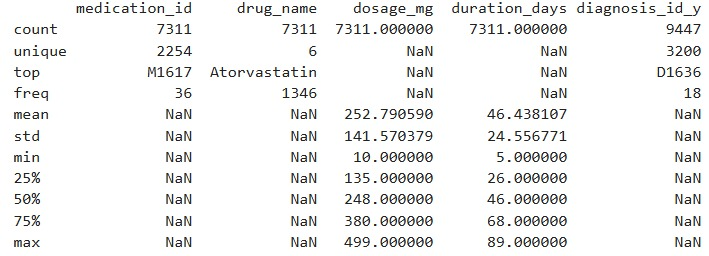 medication_id drug_name dosage_mg duration_days diagnosis_id_y
count 7311 7311 7311.000000 7311.000000 9447
unique 2254 6 NaN NaN 3200
top M1617 Atorvastatin NaN NaN D1636
freq 36 1346 NaN NaN 18
mean NaN NaN 252.790590 46.438107 NaN
std NaN NaN 141.570379 24.556771 NaN
min NaN NaN 10.000000 5.000000 NaN
25% NaN NaN 135.000000 26.000000 NaN
50% NaN NaN 248.000000 46.000000 NaN
75% NaN NaN 380.000000 68.000000 NaN
max NaN NaN 499.000000 89.000000 NaN